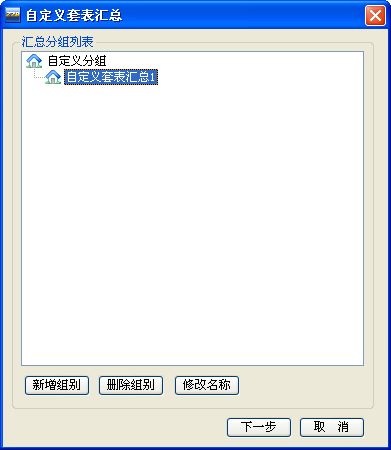 自定义套表汇总
汇总分组列表
自定义分组
自定义套表汇总1
新增组别 删除组别 修改名称
下一步 取 消